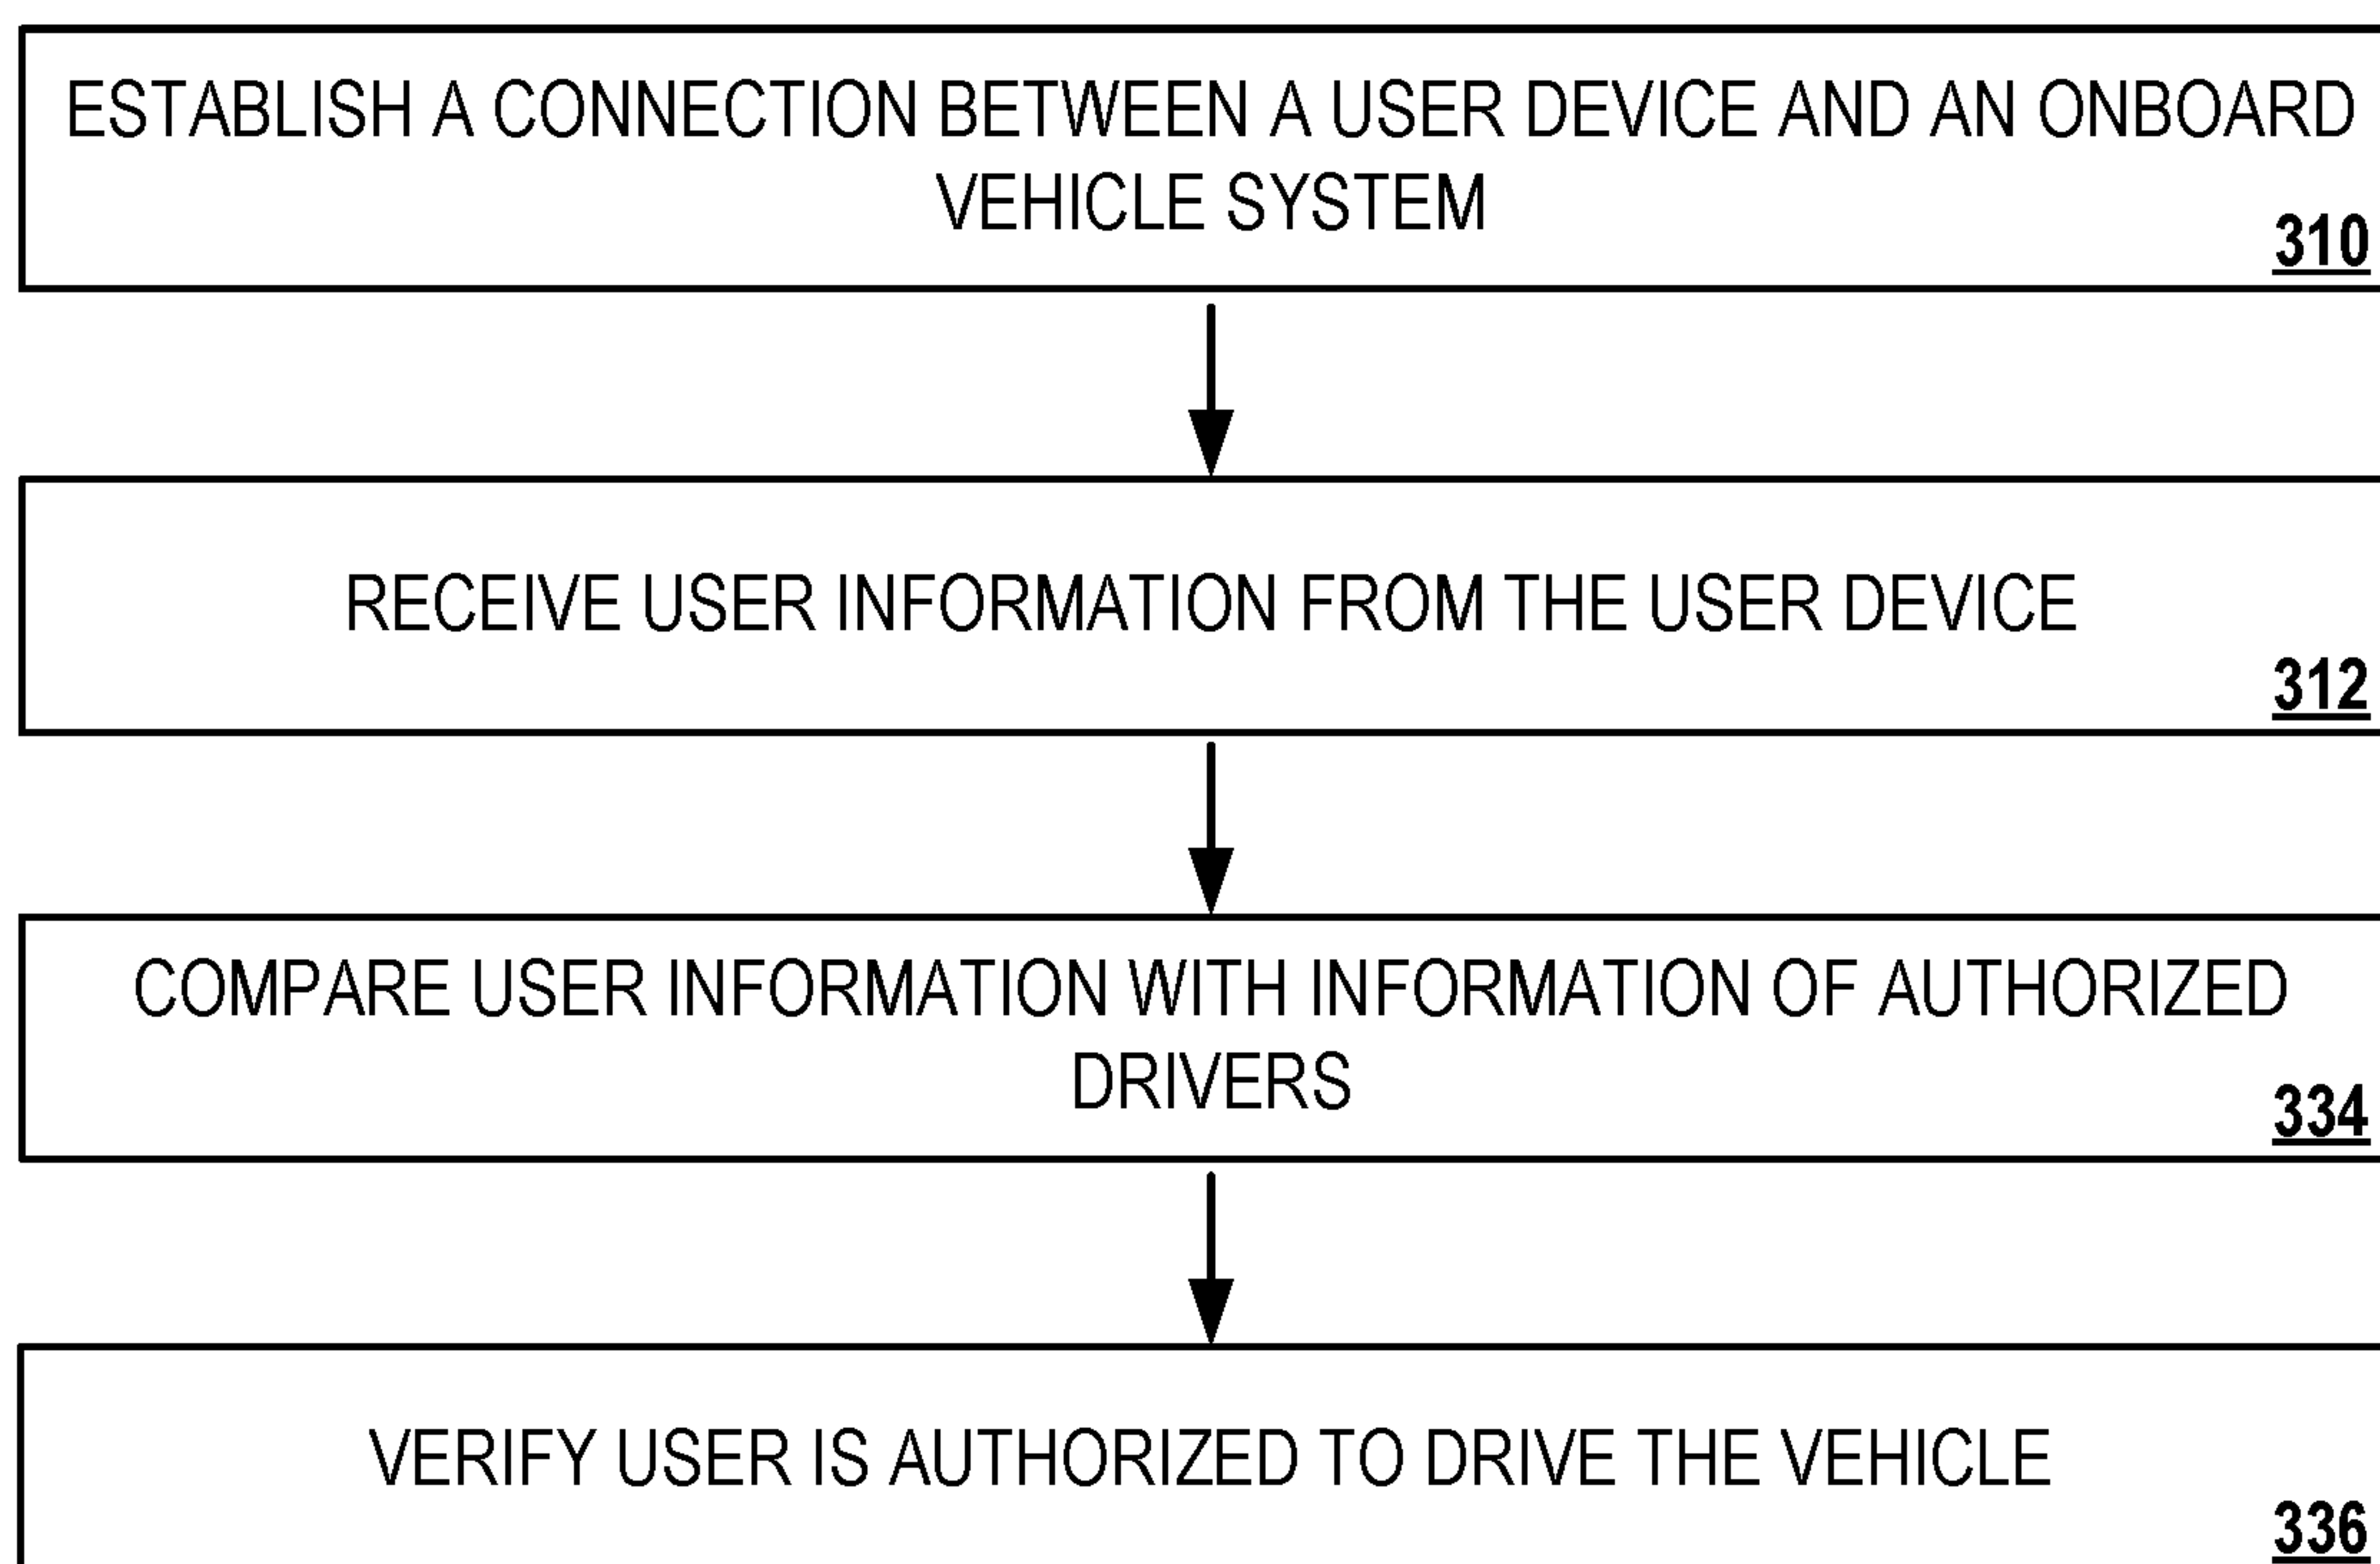 ESTABLISH A CONNECTION BETWEEN A USER DEVICE AND AN ONBOARD
VEHICLE SYSTEM
310
RECEIVE USER INFORMATION FROM THE USER DEVICE
312
COMPARE USER INFORMATION WITH INFORMATION OF AUTHORIZED
DRIVERS
334
VERIFY USER IS AUTHORIZED TO DRIVE THE VEHICLE
336